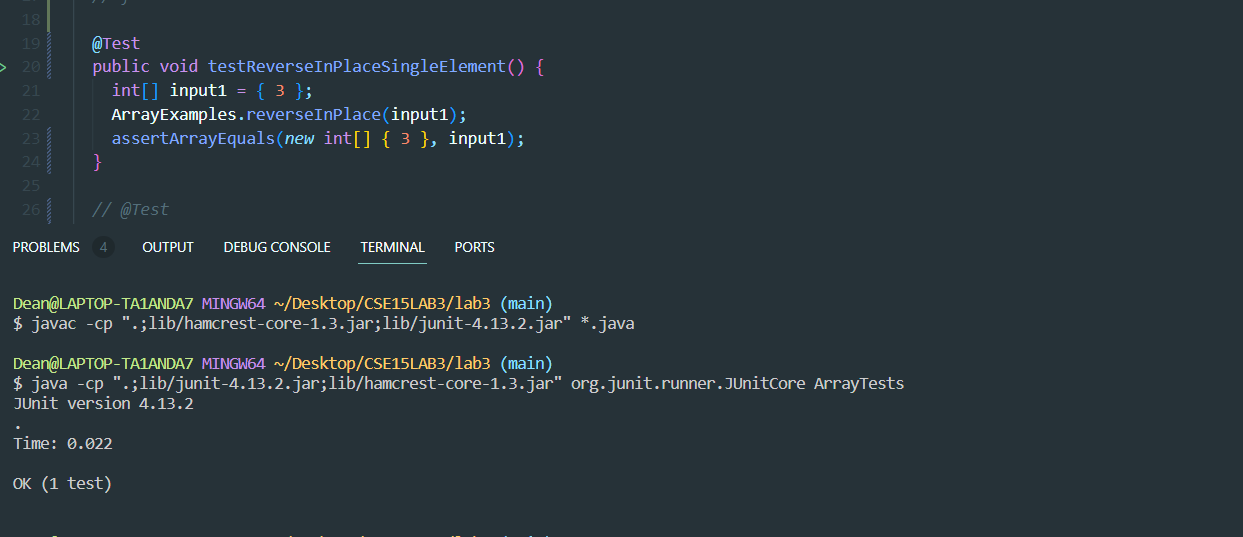 18
19 @Test
20 public void testReverseInPlaceSingleElement() {
21 int[] input1 = { 3 };
22 ArrayExamples.reverseInPlace(input1);
23 assertArrayEquals(new int[] { 3 }, input1);
24 }
25
26 // @Test
PROBLEMS 4 OUTPUT DEBUG CONSOLE TERMINAL PORTS
Dean@LAPTOP-TA1ANDA7 MINGW64 ~/Desktop/CSE15LAB3/lab3 (main)
$ javac -cp ".;lib/hamcrest-core-1.3.jar;lib/junit-4.13.2.jar" *.java
Dean@LAPTOP-TA1ANDA7 MINGW64 ~/Desktop/CSE15LAB3/lab3 (main)
$ java -cp ".;lib/junit-4.13.2.jar;lib/hamcrest-core-1.3.jar" org.junit.runner.JUnitCore ArrayTests
JUnit version 4.13.2
.
Time: 0.022
OK (1 test)